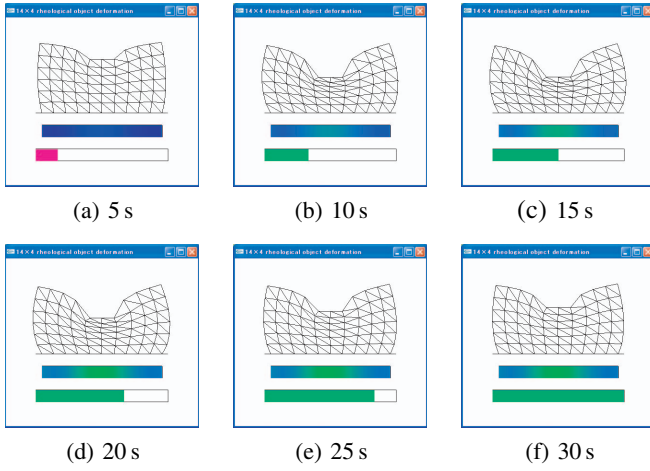 14×4 rheological object deformation
14×4 rheological object deformation
14×4 rheological object deformation
(a) 5 s
(b) 10 s
(c) 15 s
14×4 rheological object deformation
14×4 rheological object deformation
14×4 rheological object deformation
(d) 20 s
(e) 25 s
(f) 30 s